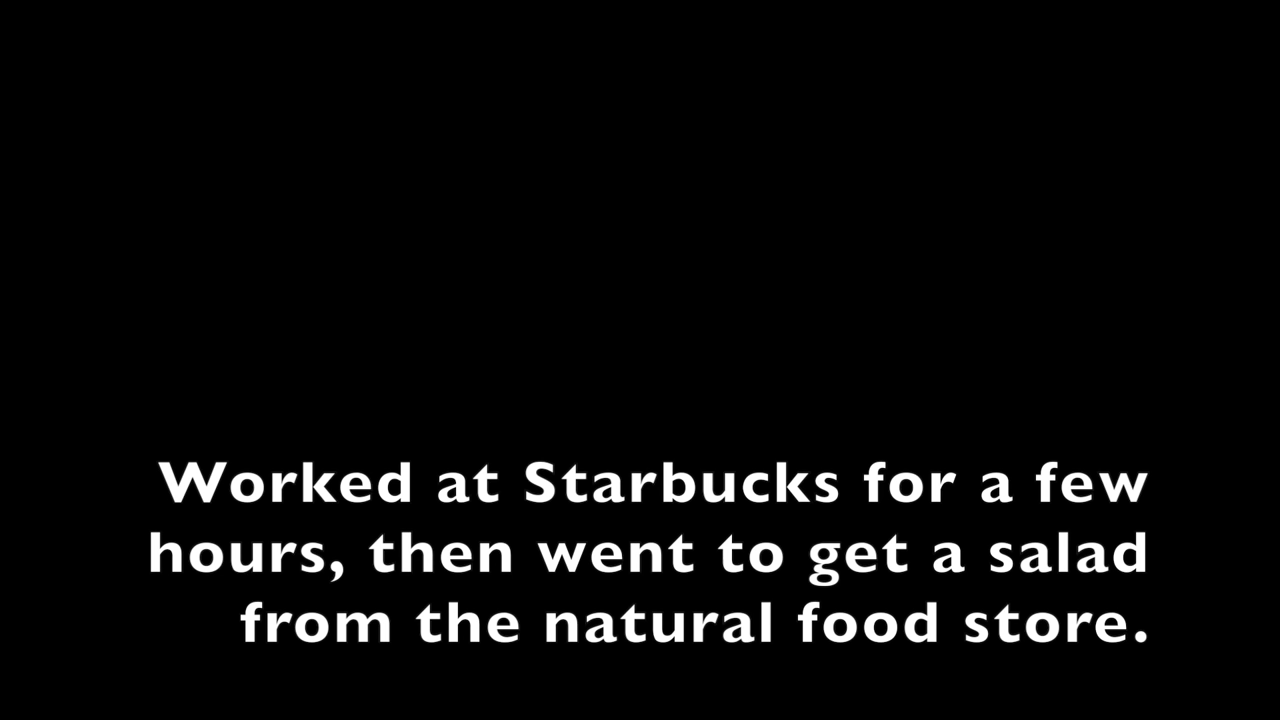 Worked at Starbucks for a few
hours, then went to get a salad
from the natural food store.